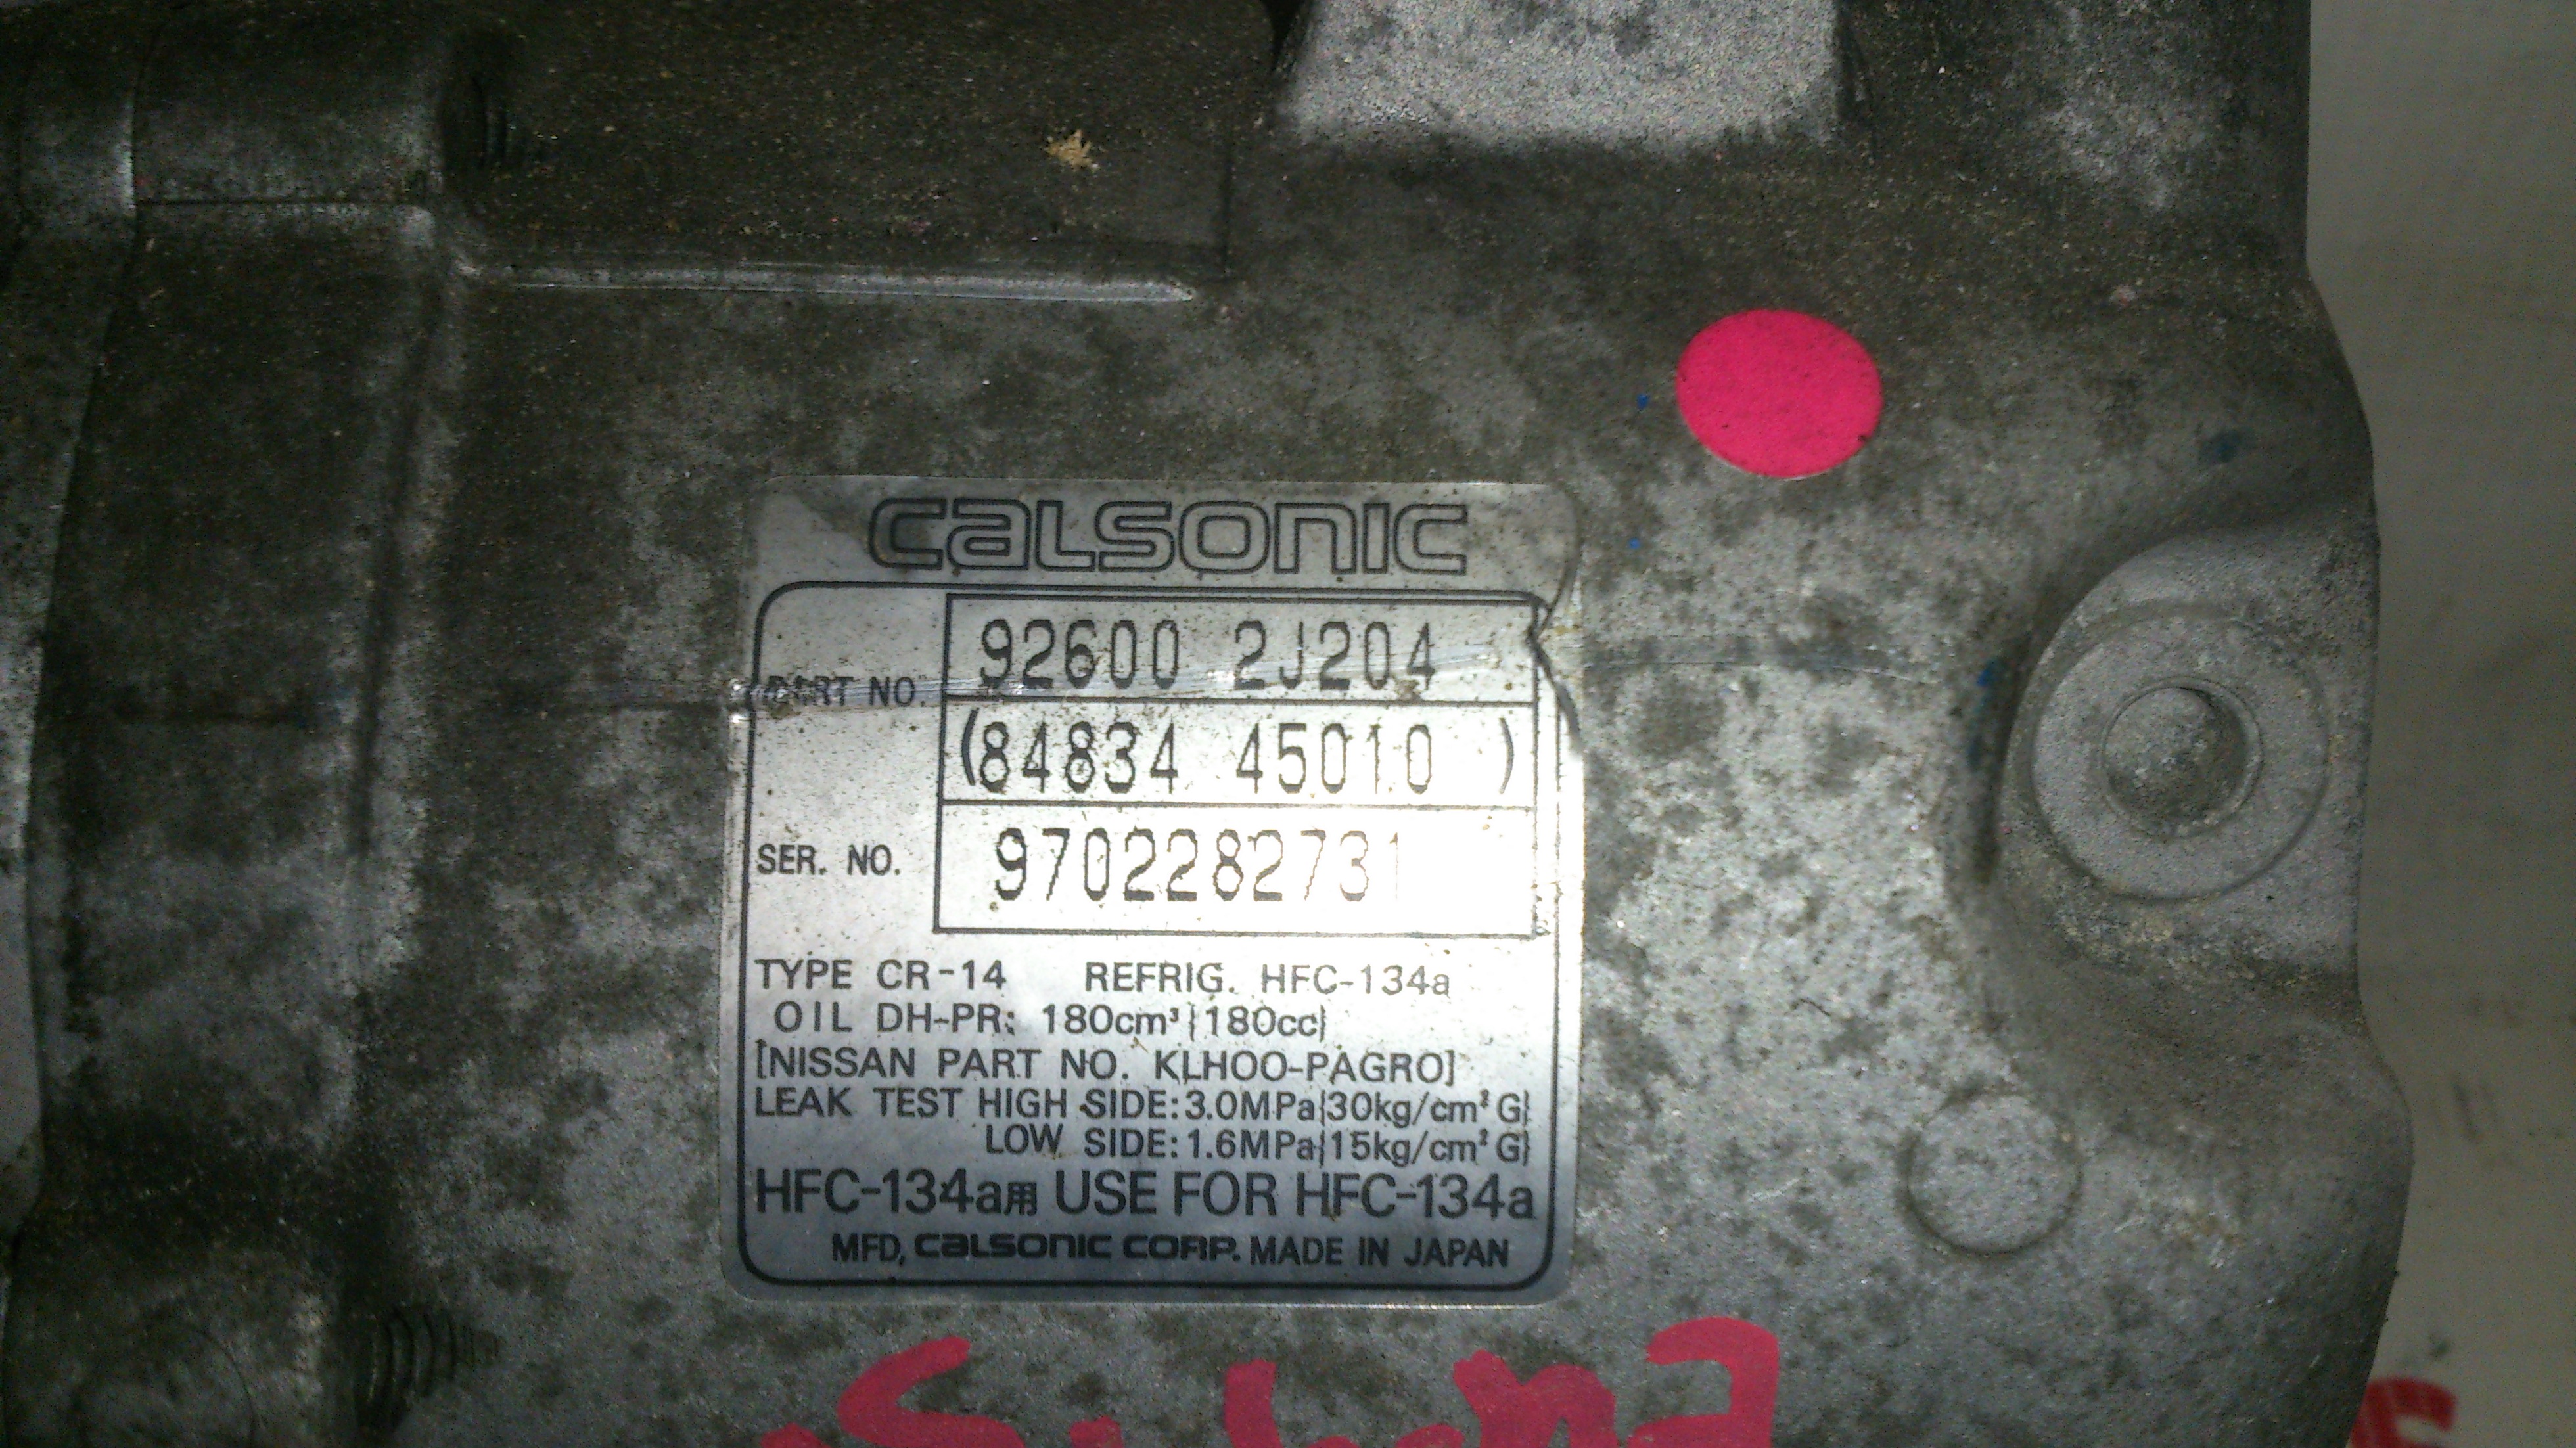 CALSONIC
PART NO. 92600 2J204
(84834 45010 )
SER. NO. 9702282731
TYPE CR-14 REFRIG. HFC-134a
OIL DH-PR: 180cm³{180cc}
[NISSAN PART NO. KLHOO-PAGRO]
LEAK TEST HIGH SIDE:3.0MPa{30kg/cm²G}
LOW SIDE:1.6MPa{15kg/cm²G}
HFC-134a用 USE FOR HFC-134a
MFD, CALSONIC CORP. MADE IN JAPAN